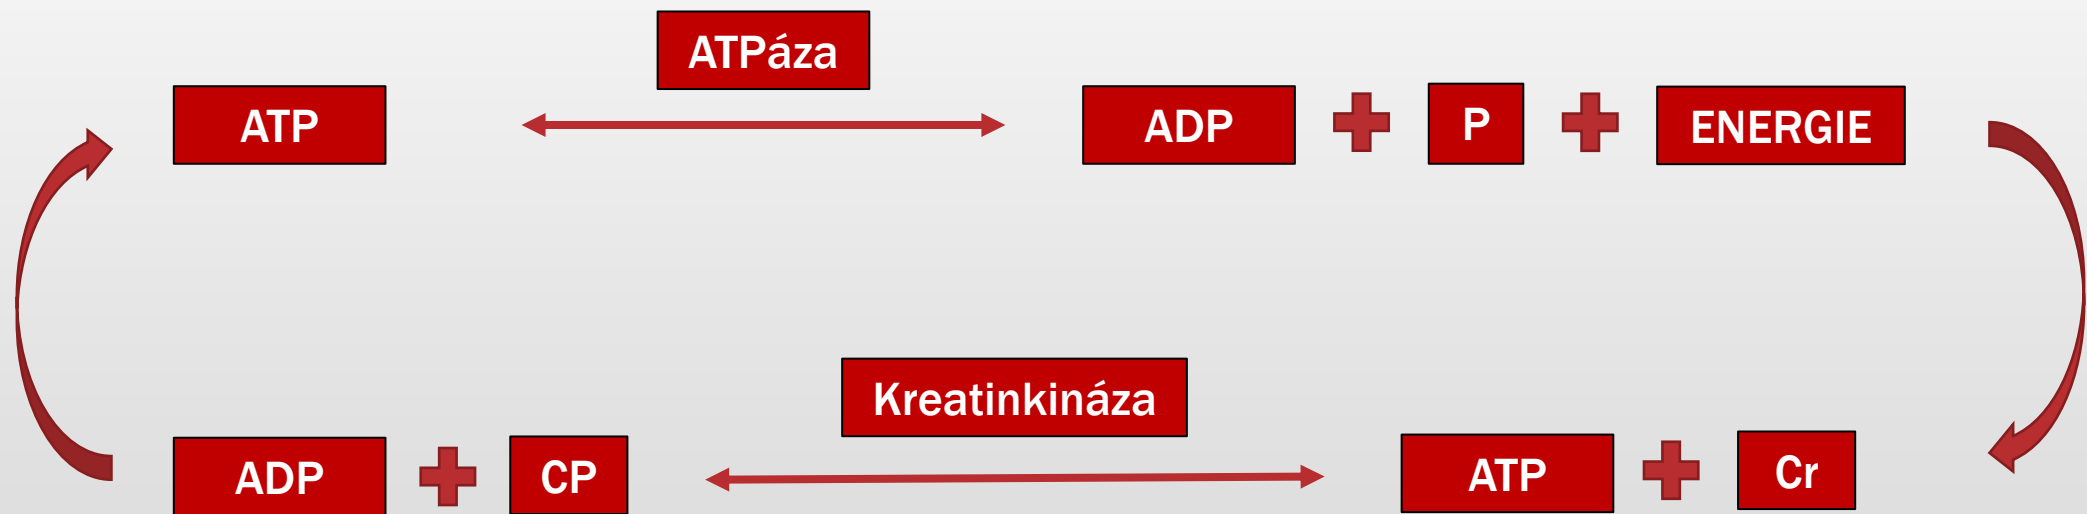 ATPáza
ATP
ADP
P
ENERGIE
Kreatinkináza
ADP
CP
ATP
Cr